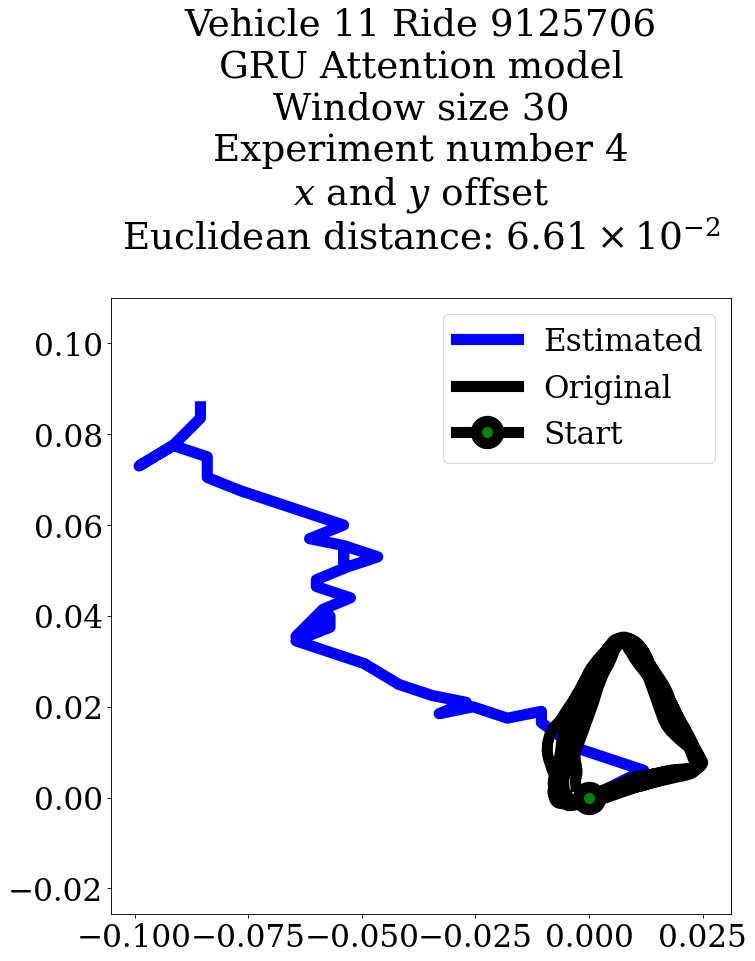 Vehicle 11 Ride 9125706
GRU Attention model
Window size 30
Experiment number 4
x and y offset
Euclidean distance: 6.61 × 10⁻²
Estimated
Original
Start
0.10
0.08
0.06
0.04
0.02
0.00
−0.02
−0.100 −0.075 −0.050 −0.025 0.000 0.025